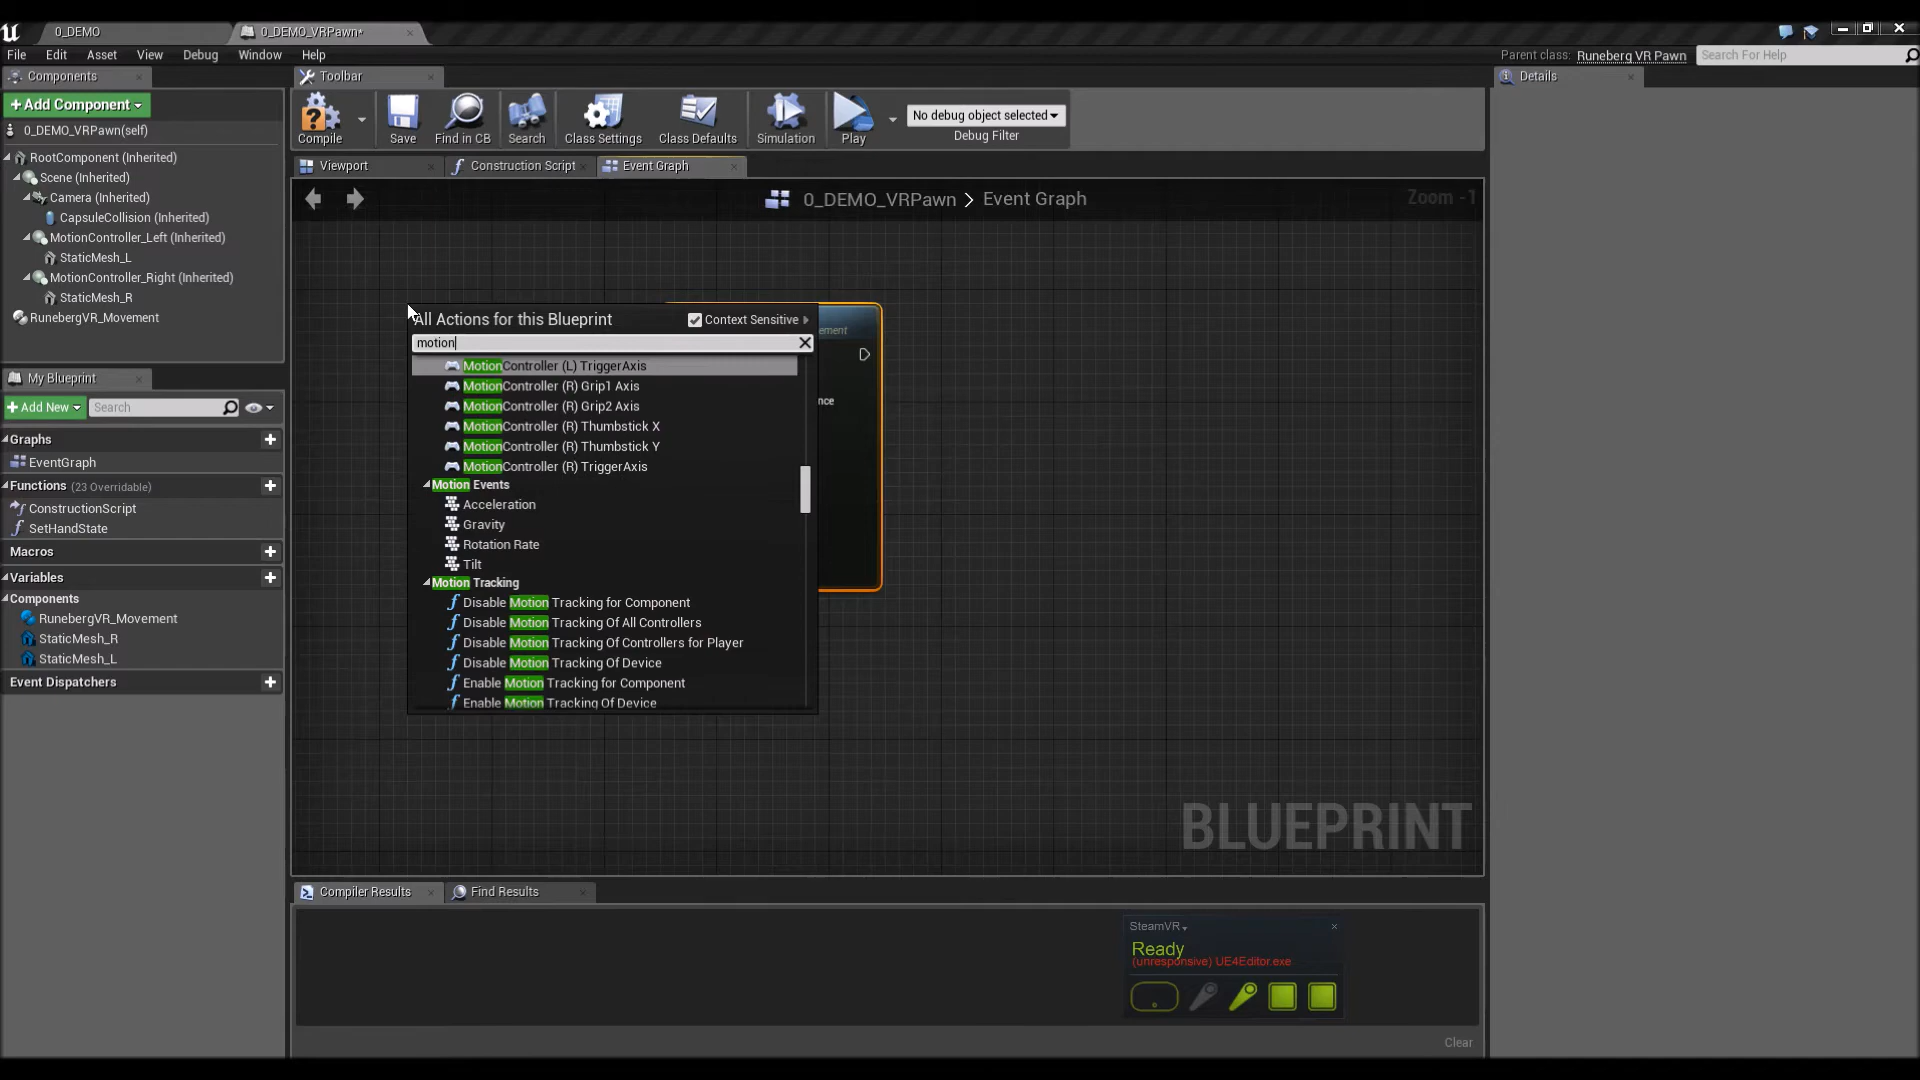 0_DEMO
0_DEMO_VRPawn*
File Edit Asset View Debug Window Help
Parent class: Runeberg VR Pawn
Search For Help
Components
Toolbar
Details
+Add Component
0_DEMO_VRPawn(self)
RootComponent (Inherited)
Scene (Inherited)
Camera (Inherited)
CapsuleCollision (Inherited)
MotionController_Left (Inherited)
StaticMesh_L
MotionController_Right (Inherited)
StaticMesh_R
RunebergVR_Movement
Compile
Save
Find in CB
Search
Class Settings
Class Defaults
Simulation
Play
No debug object selected
Debug Filter
Viewport
Construction Script
Event Graph
0_DEMO_VRPawn > Event Graph
Zoom -1
My Blueprint
+Add New
Search
Graphs
EventGraph
Functions (23 Overridable)
ConstructionScript
SetHandState
Macros
Variables
Components
RunebergVR_Movement
StaticMesh_R
StaticMesh_L
Event Dispatchers
All Actions for this Blueprint
Context Sensitive
motion
MotionController (L) TriggerAxis
MotionController (R) Grip1 Axis
MotionController (R) Grip2 Axis
MotionController (R) Thumbstick X
MotionController (R) Thumbstick Y
MotionController (R) TriggerAxis
Motion Events
Acceleration
Gravity
Rotation Rate
Tilt
Motion Tracking
Disable Motion Tracking for Component
Disable Motion Tracking Of All Controllers
Disable Motion Tracking Of Controllers for Player
Disable Motion Tracking Of Device
Enable Motion Tracking for Component
Enable Motion Tracking Of Device
ement
nce
BLUEPRINT
Compiler Results
Find Results
SteamVR
Ready
(unresponsive) UE4Editor.exe
Clear